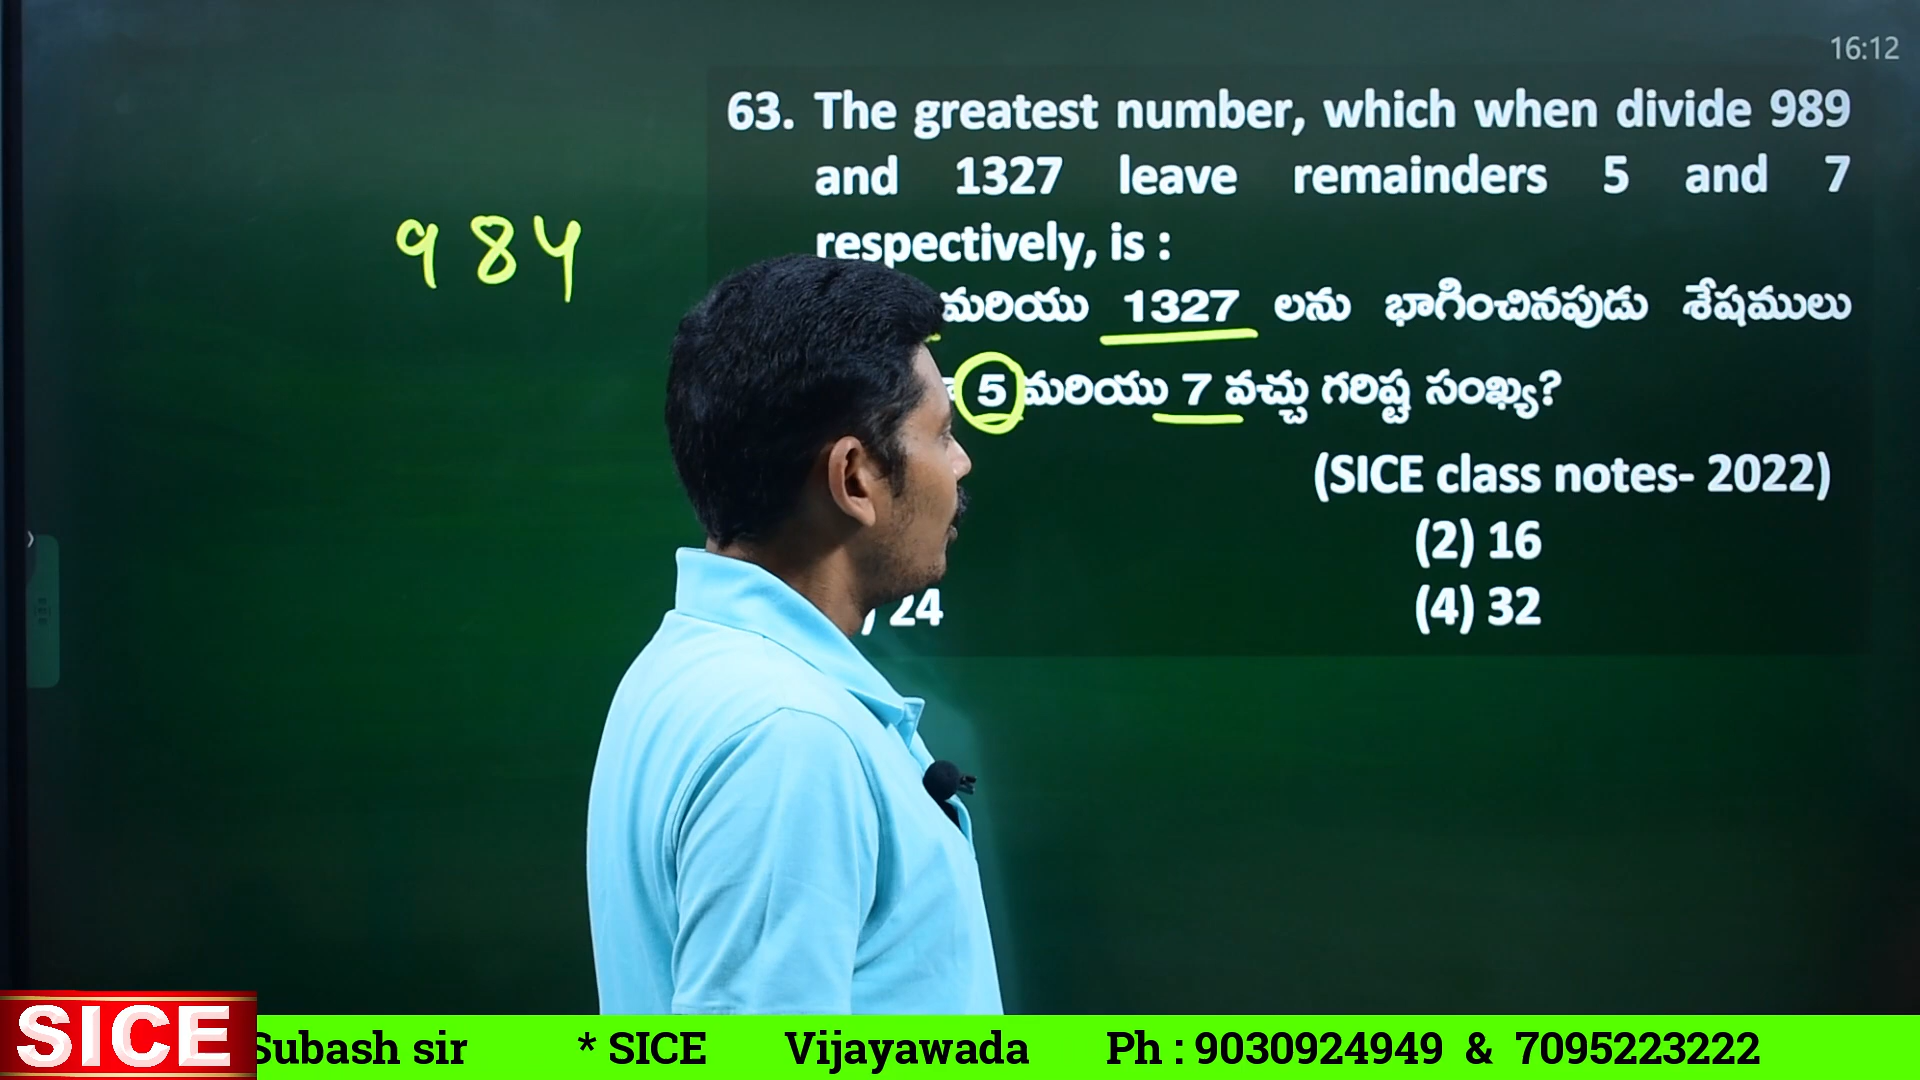 16:12
63. The greatest number, which when divide 989
and 1327 leave remainders 5 and 7
respectively, is :
మరియు 1327 లను భాగించినపుడు శేషములు
5 మరియు 7 వచ్చు గరిష్ట సంఖ్య?
(SICE class notes- 2022)
(2) 16
) 24 (4) 32
984
SICE Subash sir * SICE Vijayawada Ph : 9030924949 & 7095223222